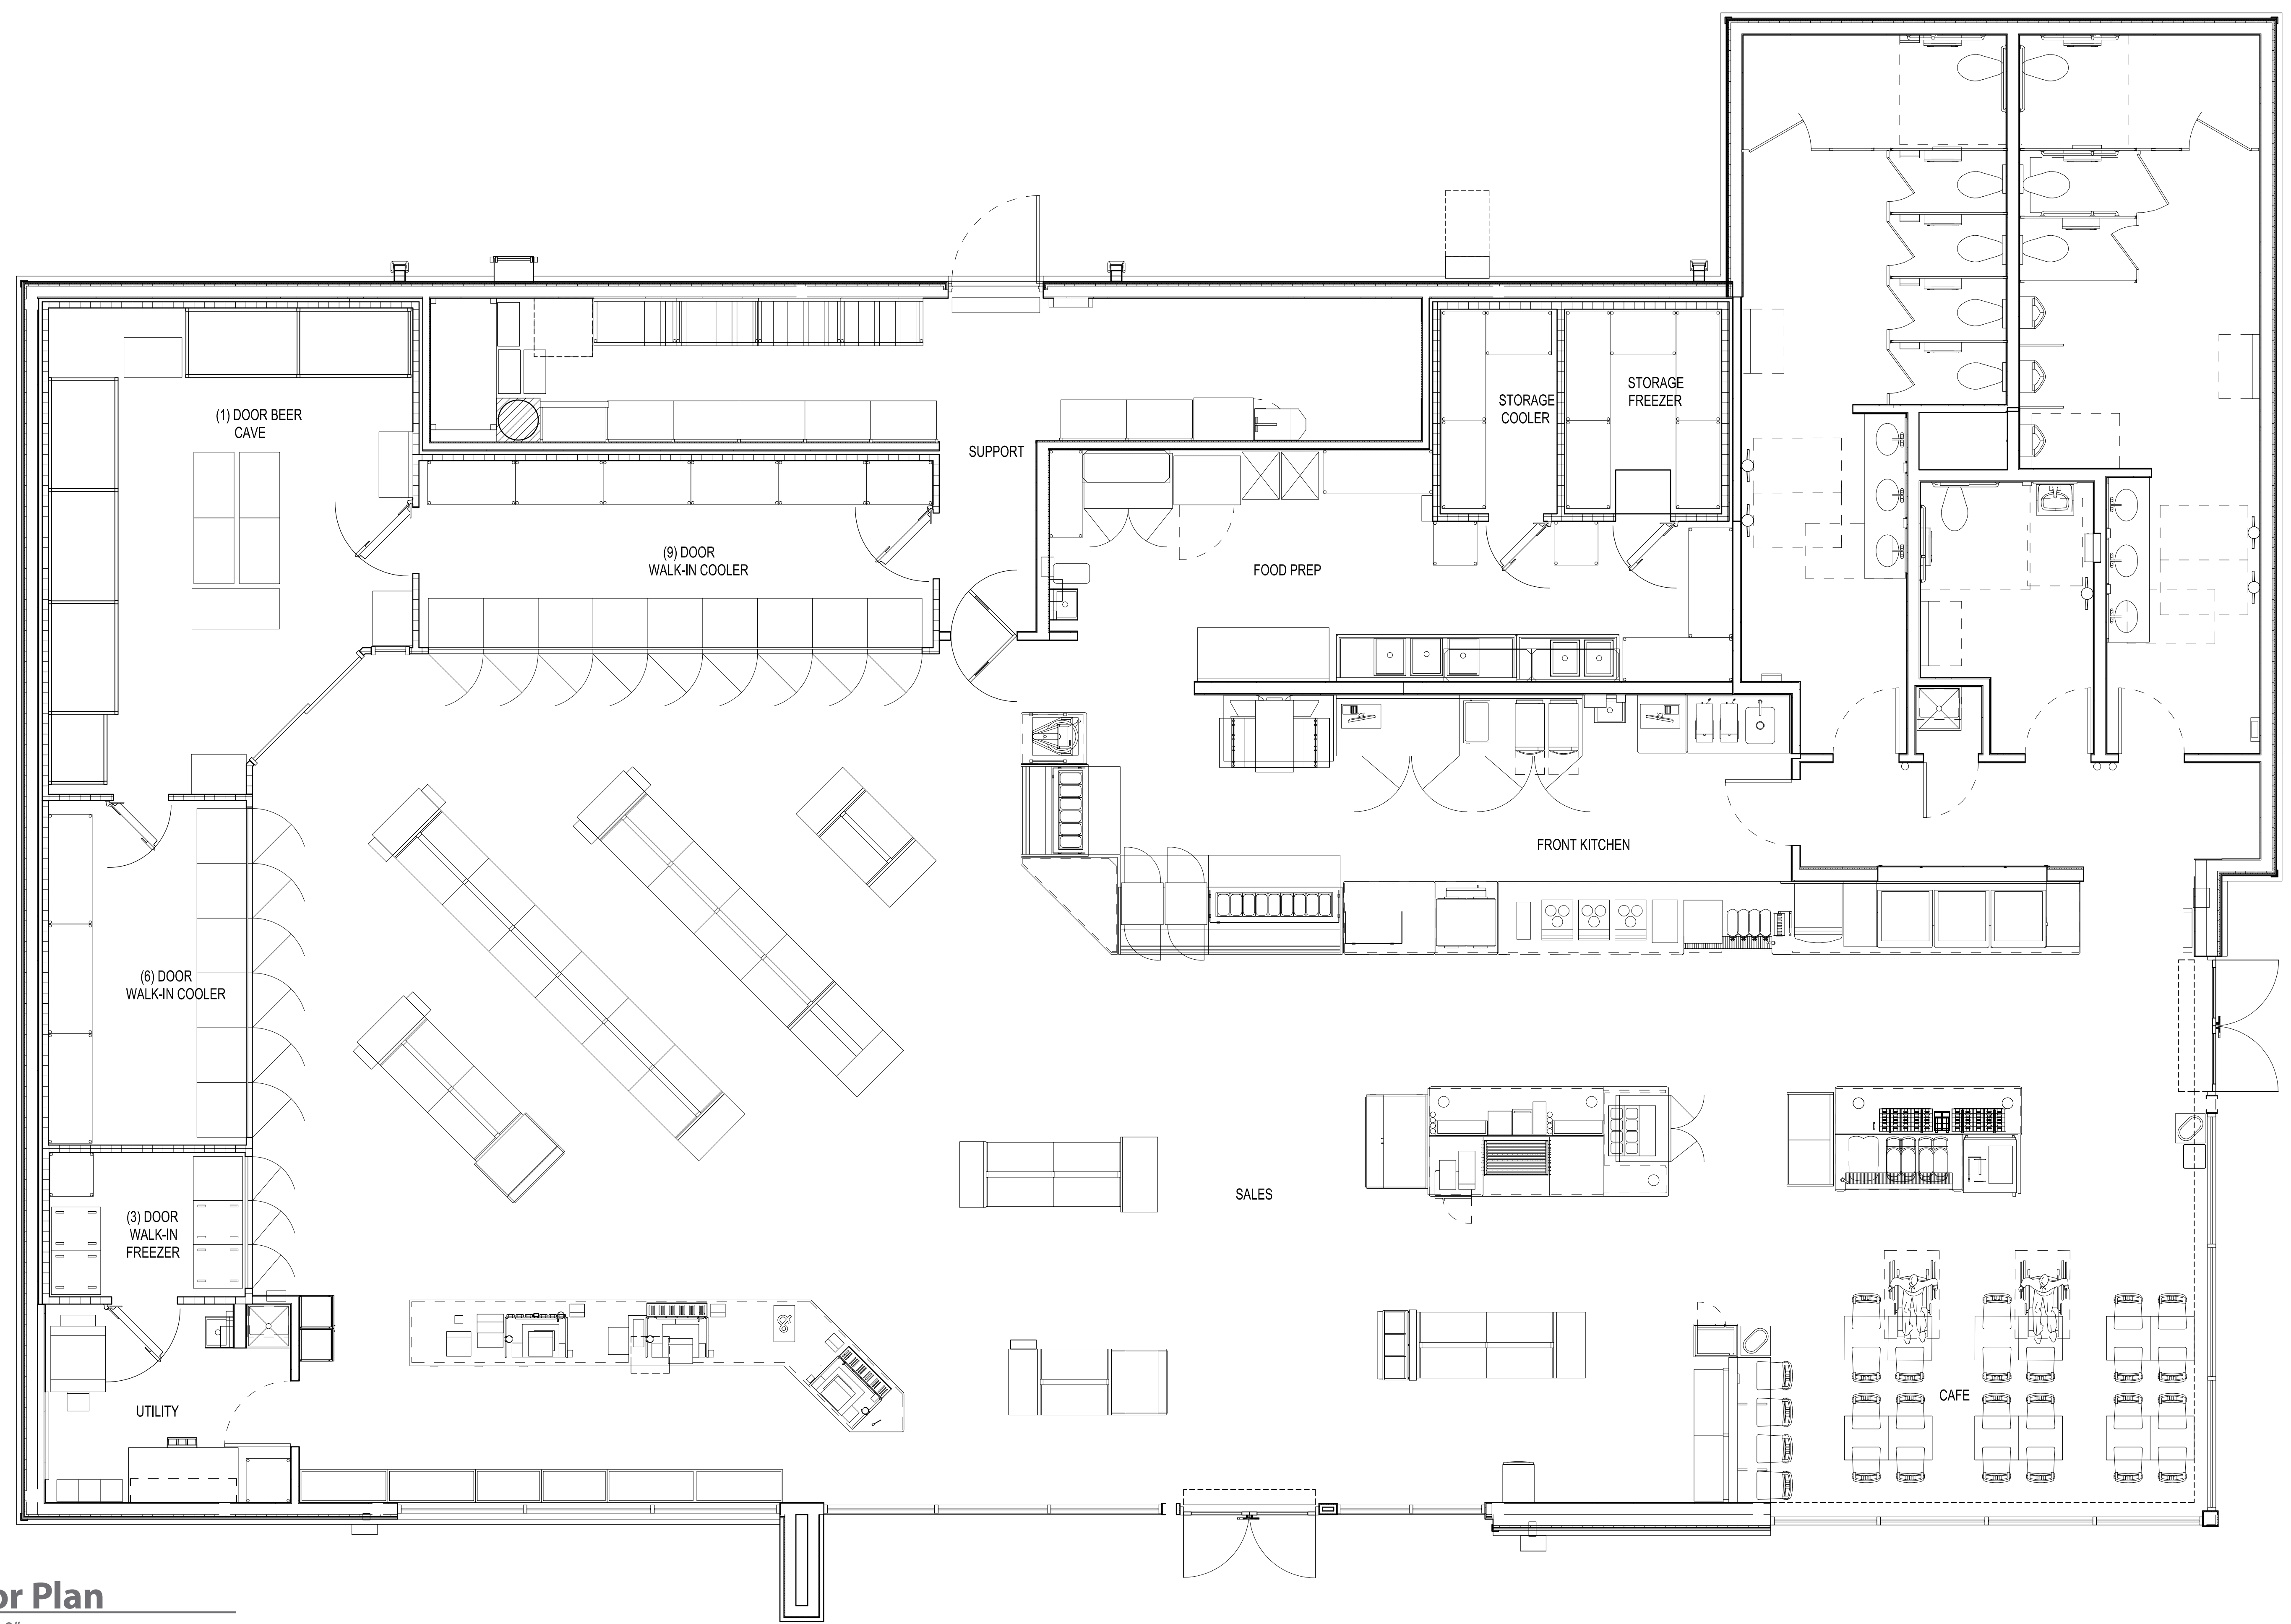 (1) DOOR BEER
CAVE
SUPPORT
STORAGE
COOLER
STORAGE
FREEZER
(9) DOOR
WALK-IN COOLER
FOOD PREP
FRONT KITCHEN
(6) DOOR
WALK-IN COOLER
SALES
(3) DOOR
WALK-IN
FREEZER
CAFE
UTILITY
or Plan